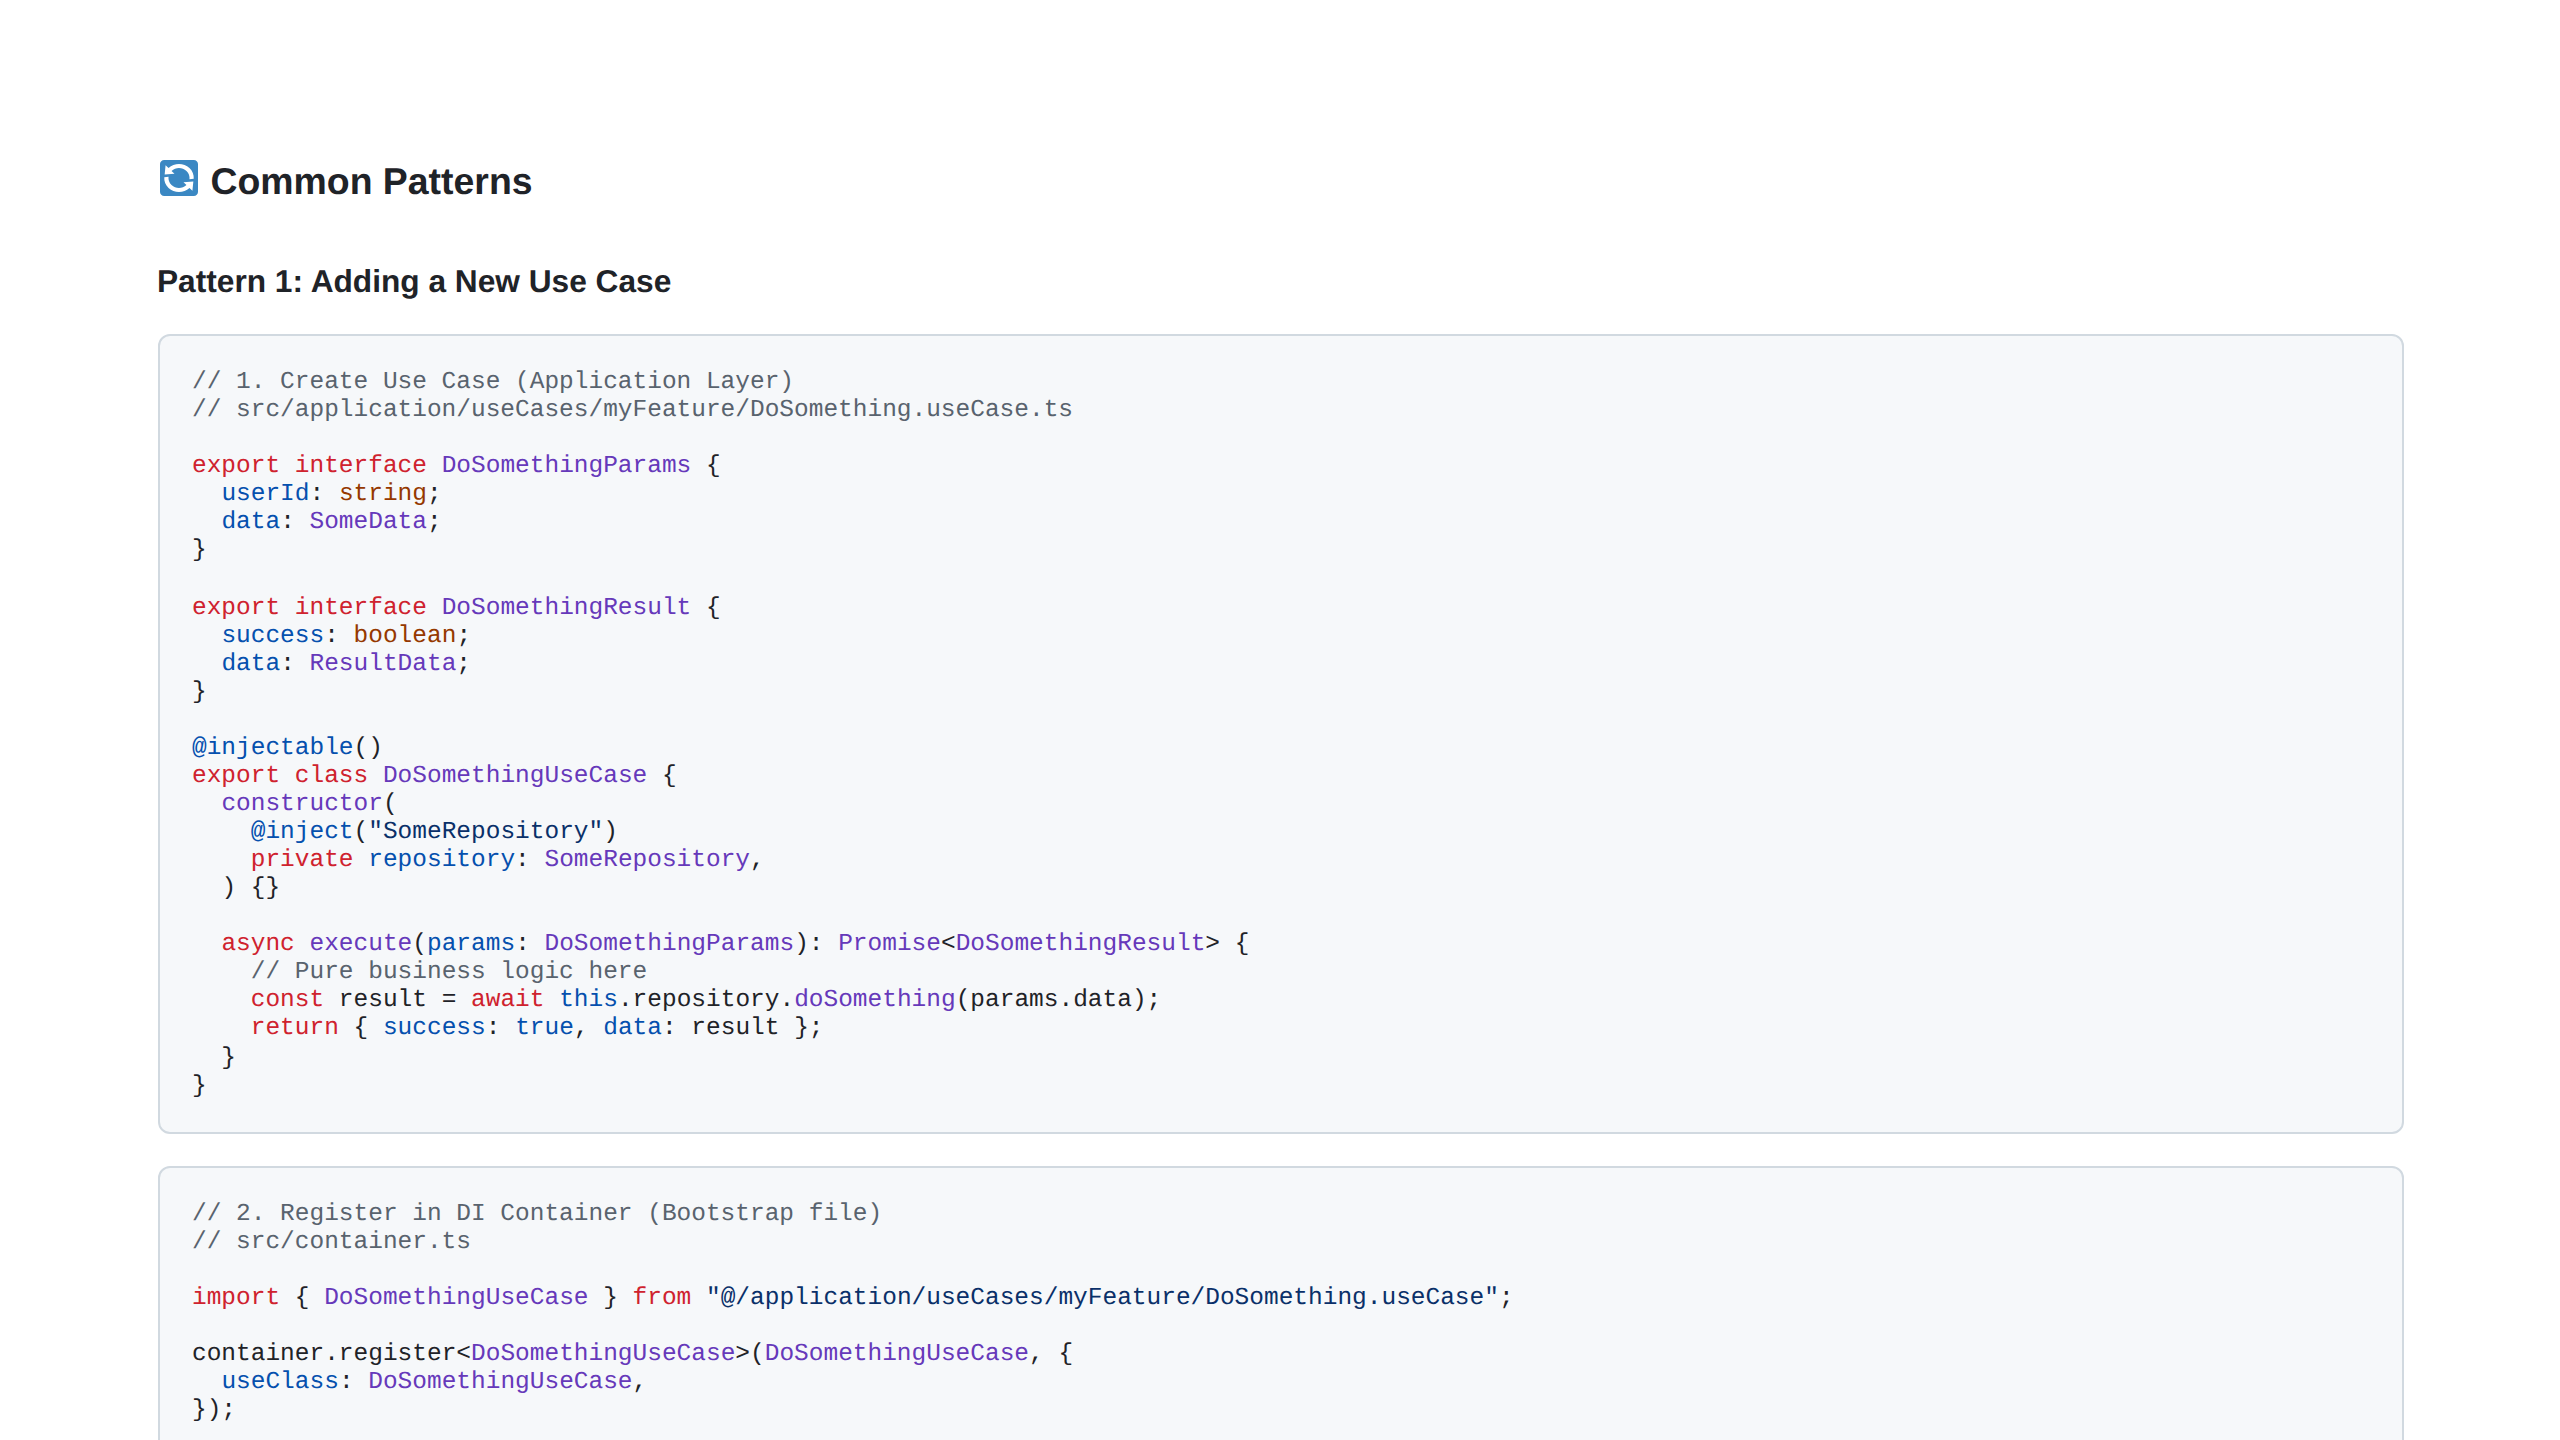 Common Patterns
Pattern 1: Adding a New Use Case
// 1. Create Use Case (Application Layer)
// src/application/useCases/myFeature/DoSomething.useCase.ts
export interface DoSomethingParams {
  userId: string;
  data: SomeData;
}
export interface DoSomethingResult {
  success: boolean;
  data: ResultData;
}
@injectable()
export class DoSomethingUseCase {
  constructor(
    @inject("SomeRepository")
    private repository: SomeRepository,
  ) {}
  async execute(params: DoSomethingParams): Promise<DoSomethingResult> {
    // Pure business logic here
    const result = await this.repository.doSomething(params.data);
    return { success: true, data: result };
  }
}
// 2. Register in DI Container (Bootstrap file)
// src/container.ts
import { DoSomethingUseCase } from "@/application/useCases/myFeature/DoSomething.useCase";
container.register<DoSomethingUseCase>(DoSomethingUseCase, {
  useClass: DoSomethingUseCase,
});